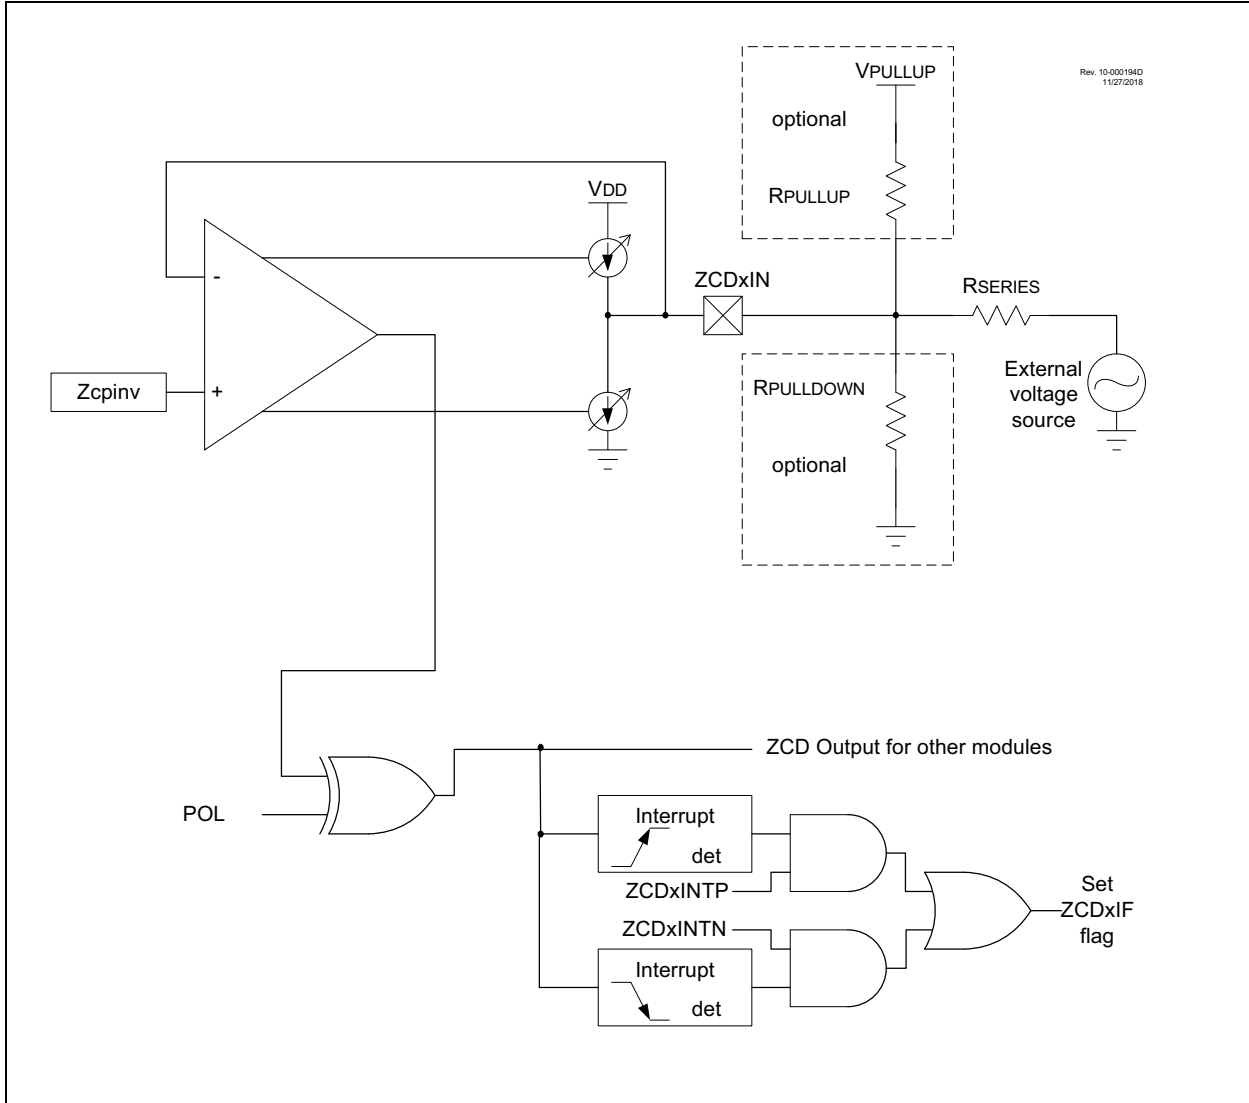 VPULLUP
Rev. 10-000194D
11/27/2018
optional
RPULLUP
VDD
ZCDxIN
RSERIES
-
Zcpinv
+
RPULLDOWN
External
voltage
source
optional
ZCD Output for other modules
POL
Interrupt
det
ZCDxINTP
Set
ZCDxIF
flag
ZCDxINTN
Interrupt
det